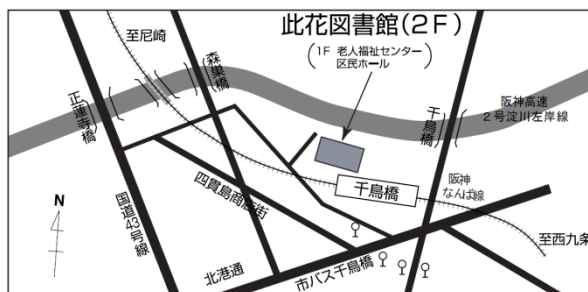 此花図書館(2F)
(1F 老人福祉センター
区民ホール)
至尼崎
森巣橋
正蓮寺橋
千鳥橋
阪神高速
2号淀川左岸線
千鳥橋
阪神
なんば線
四貫島商店街
国道43号線
N
北港通
市バス千鳥橋
至西九条